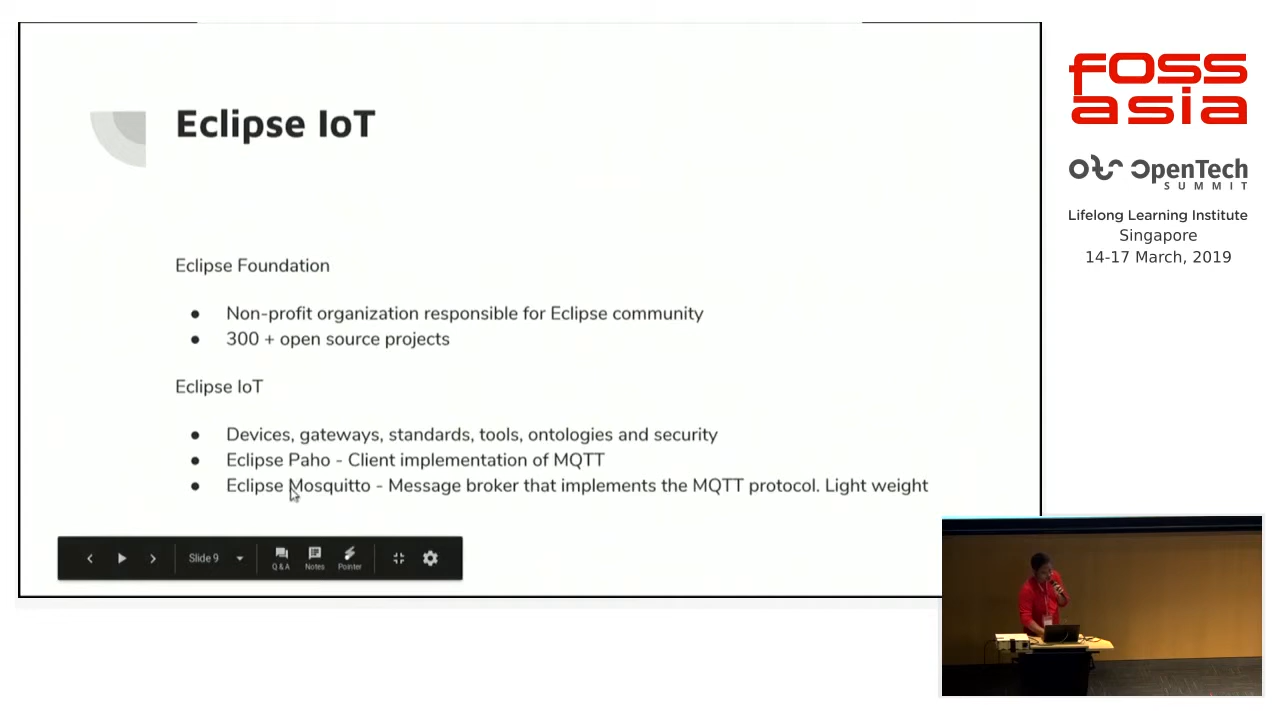 Eclipse IoT
Eclipse Foundation
● Non-profit organization responsible for Eclipse community
● 300 + open source projects
Eclipse IoT
● Devices, gateways, standards, tools, ontologies and security
● Eclipse Paho - Client implementation of MQTT
● Eclipse Mosquitto - Message broker that implements the MQTT protocol. Light weight
Slide 9
Q & A
Notes
Pointer
foss
asia
OpenTech
SUMMIT
Lifelong Learning Institute
Singapore
14-17 March, 2019